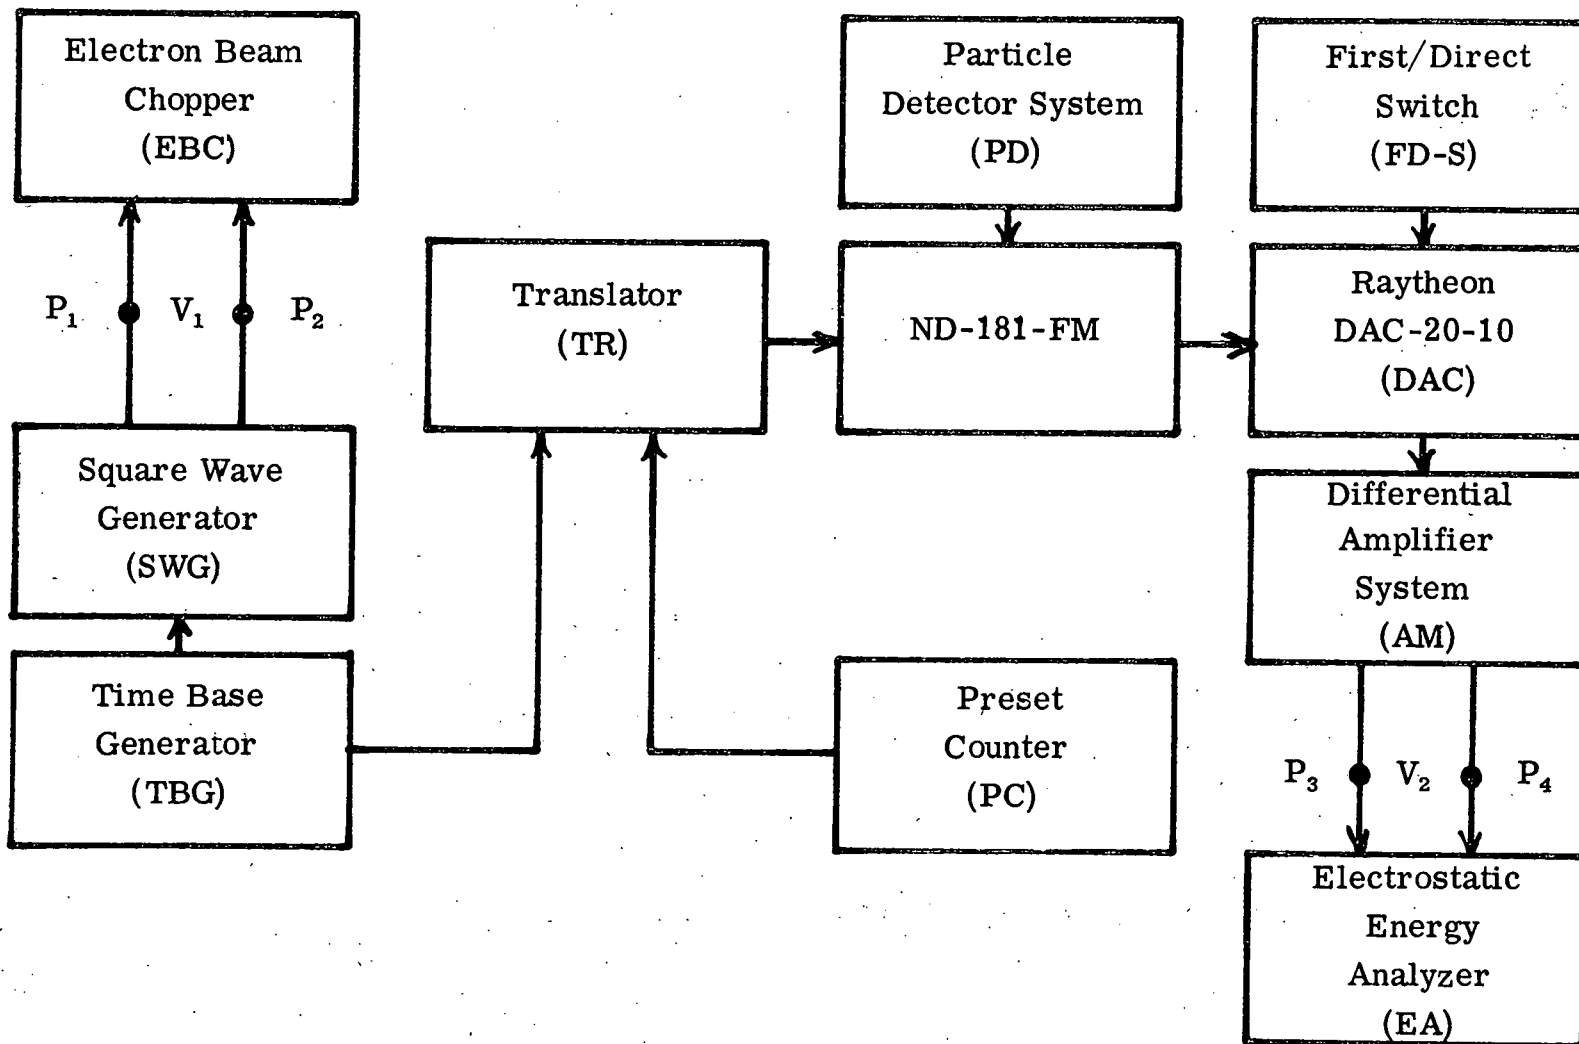 Electron Beam
Chopper
(EBC)
Particle
Detector System
(PD)
First/Direct
Switch
(FD-S)
P₁ V₁ P₂
Translator
(TR)
ND-181-FM
Raytheon
DAC-20-10
(DAC)
Square Wave
Generator
(SWG)
Differential
Amplifier
System
(AM)
Time Base
Generator
(TBG)
Preset
Counter
(PC)
P₃ V₂ P₄
Electrostatic
Energy
Analyzer
(EA)